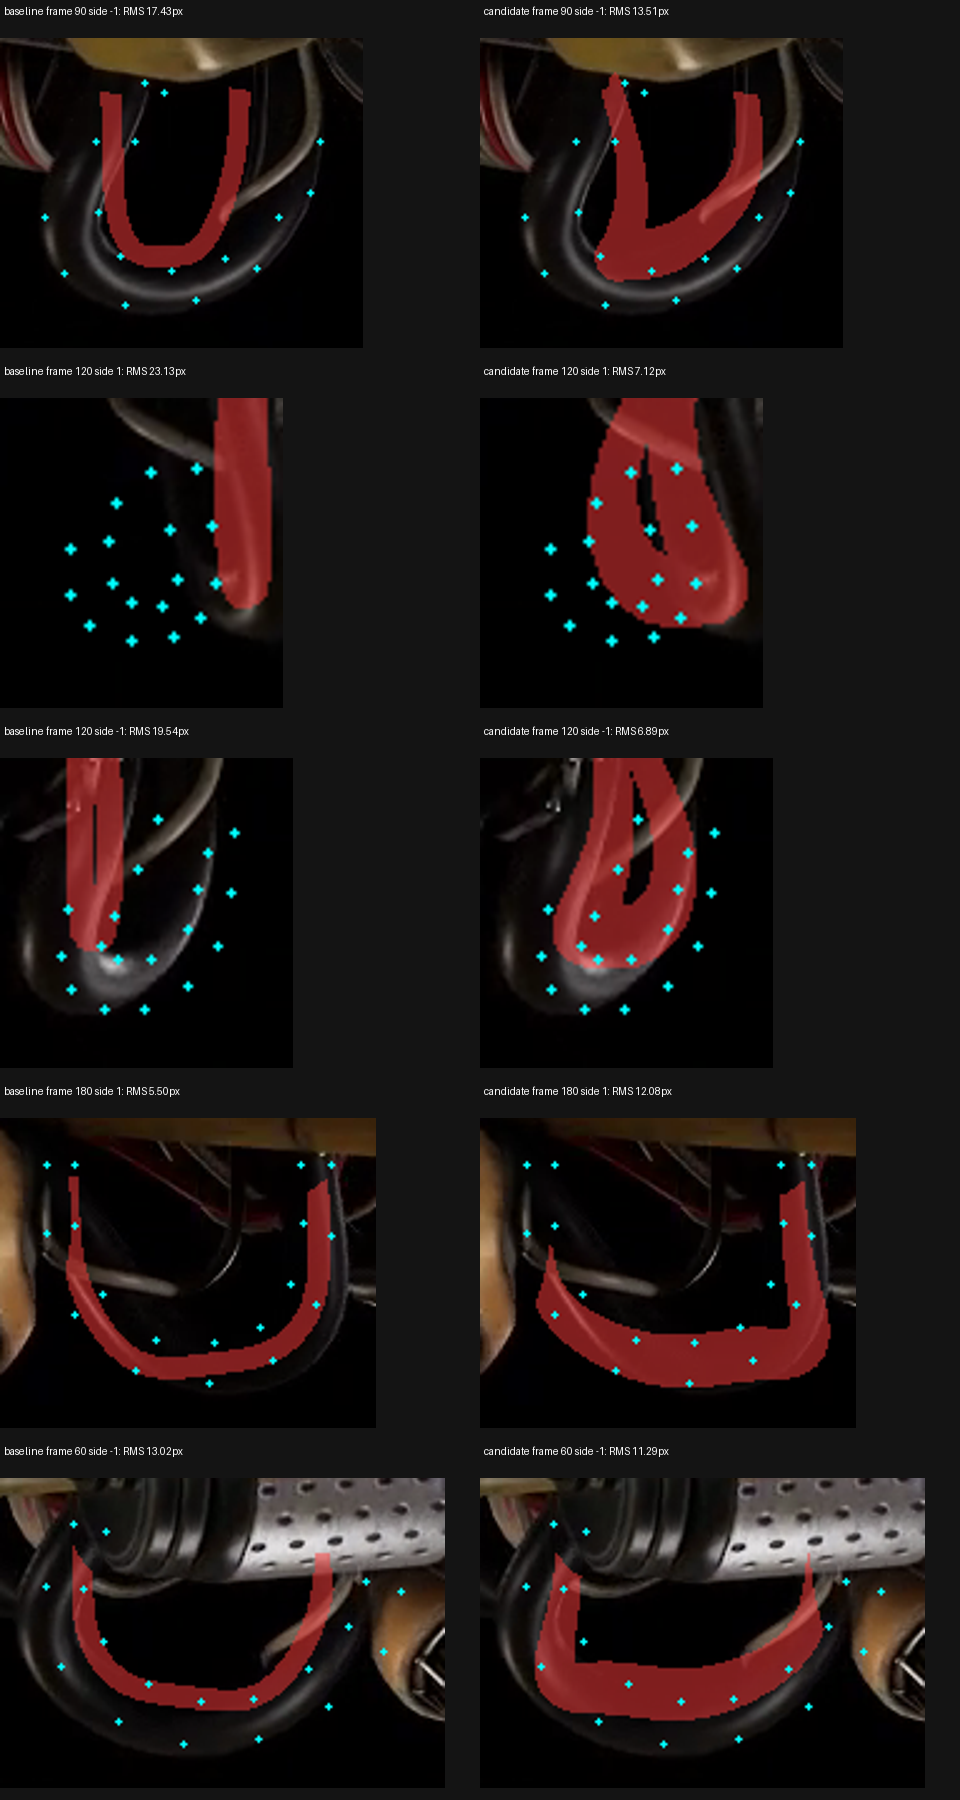 baseline frame 90 side -1: RMS 17.43px
candidate frame 90 side -1: RMS 13.51px
baseline frame 120 side 1: RMS 23.13px
candidate frame 120 side 1: RMS 7.12px
baseline frame 120 side -1: RMS 19.54px
candidate frame 120 side -1: RMS 6.89px
baseline frame 180 side 1: RMS 5.50px
candidate frame 180 side 1: RMS 12.08px
baseline frame 60 side -1: RMS 13.02px
candidate frame 60 side -1: RMS 11.29px